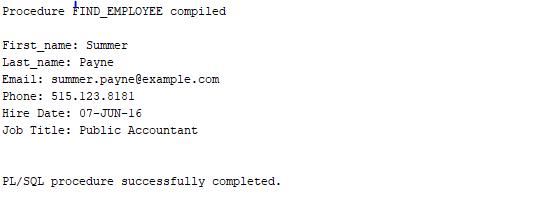 Procedure FIND_EMPLOYEE compiled
First_name: Summer
Last_name: Payne
Email: summer.payne@example.com
Phone: 515.123.8181
Hire Date: 07-JUN-16
Job Title: Public Accountant
PL/SQL procedure successfully completed.